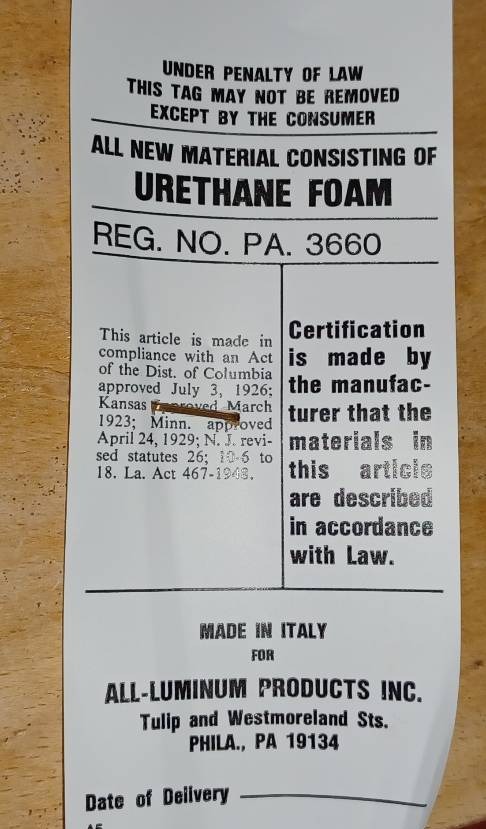 UNDER PENALTY OF LAW
THIS TAG MAY NOT BE REMOVED
EXCEPT BY THE CONSUMER
ALL NEW MATERIAL CONSISTING OF
URETHANE FOAM
REG. NO. PA. 3660
This article is made in
compliance with an Act
of the Dist. of Columbia
approved July 3, 1926;
Kansas approved March
1923; Minn. approved
April 24, 1929; N. J. revi-
sed statutes 26; 10-6 to
18. La. Act 467-1948.
Certification
is made by
the manufac-
turer that the
materials in
this article
are described
in accordance
with Law.
MADE IN ITALY
FOR
ALL-LUMINUM PRODUCTS INC.
Tulip and Westmoreland Sts.
PHILA., PA 19134
Date of Delivery